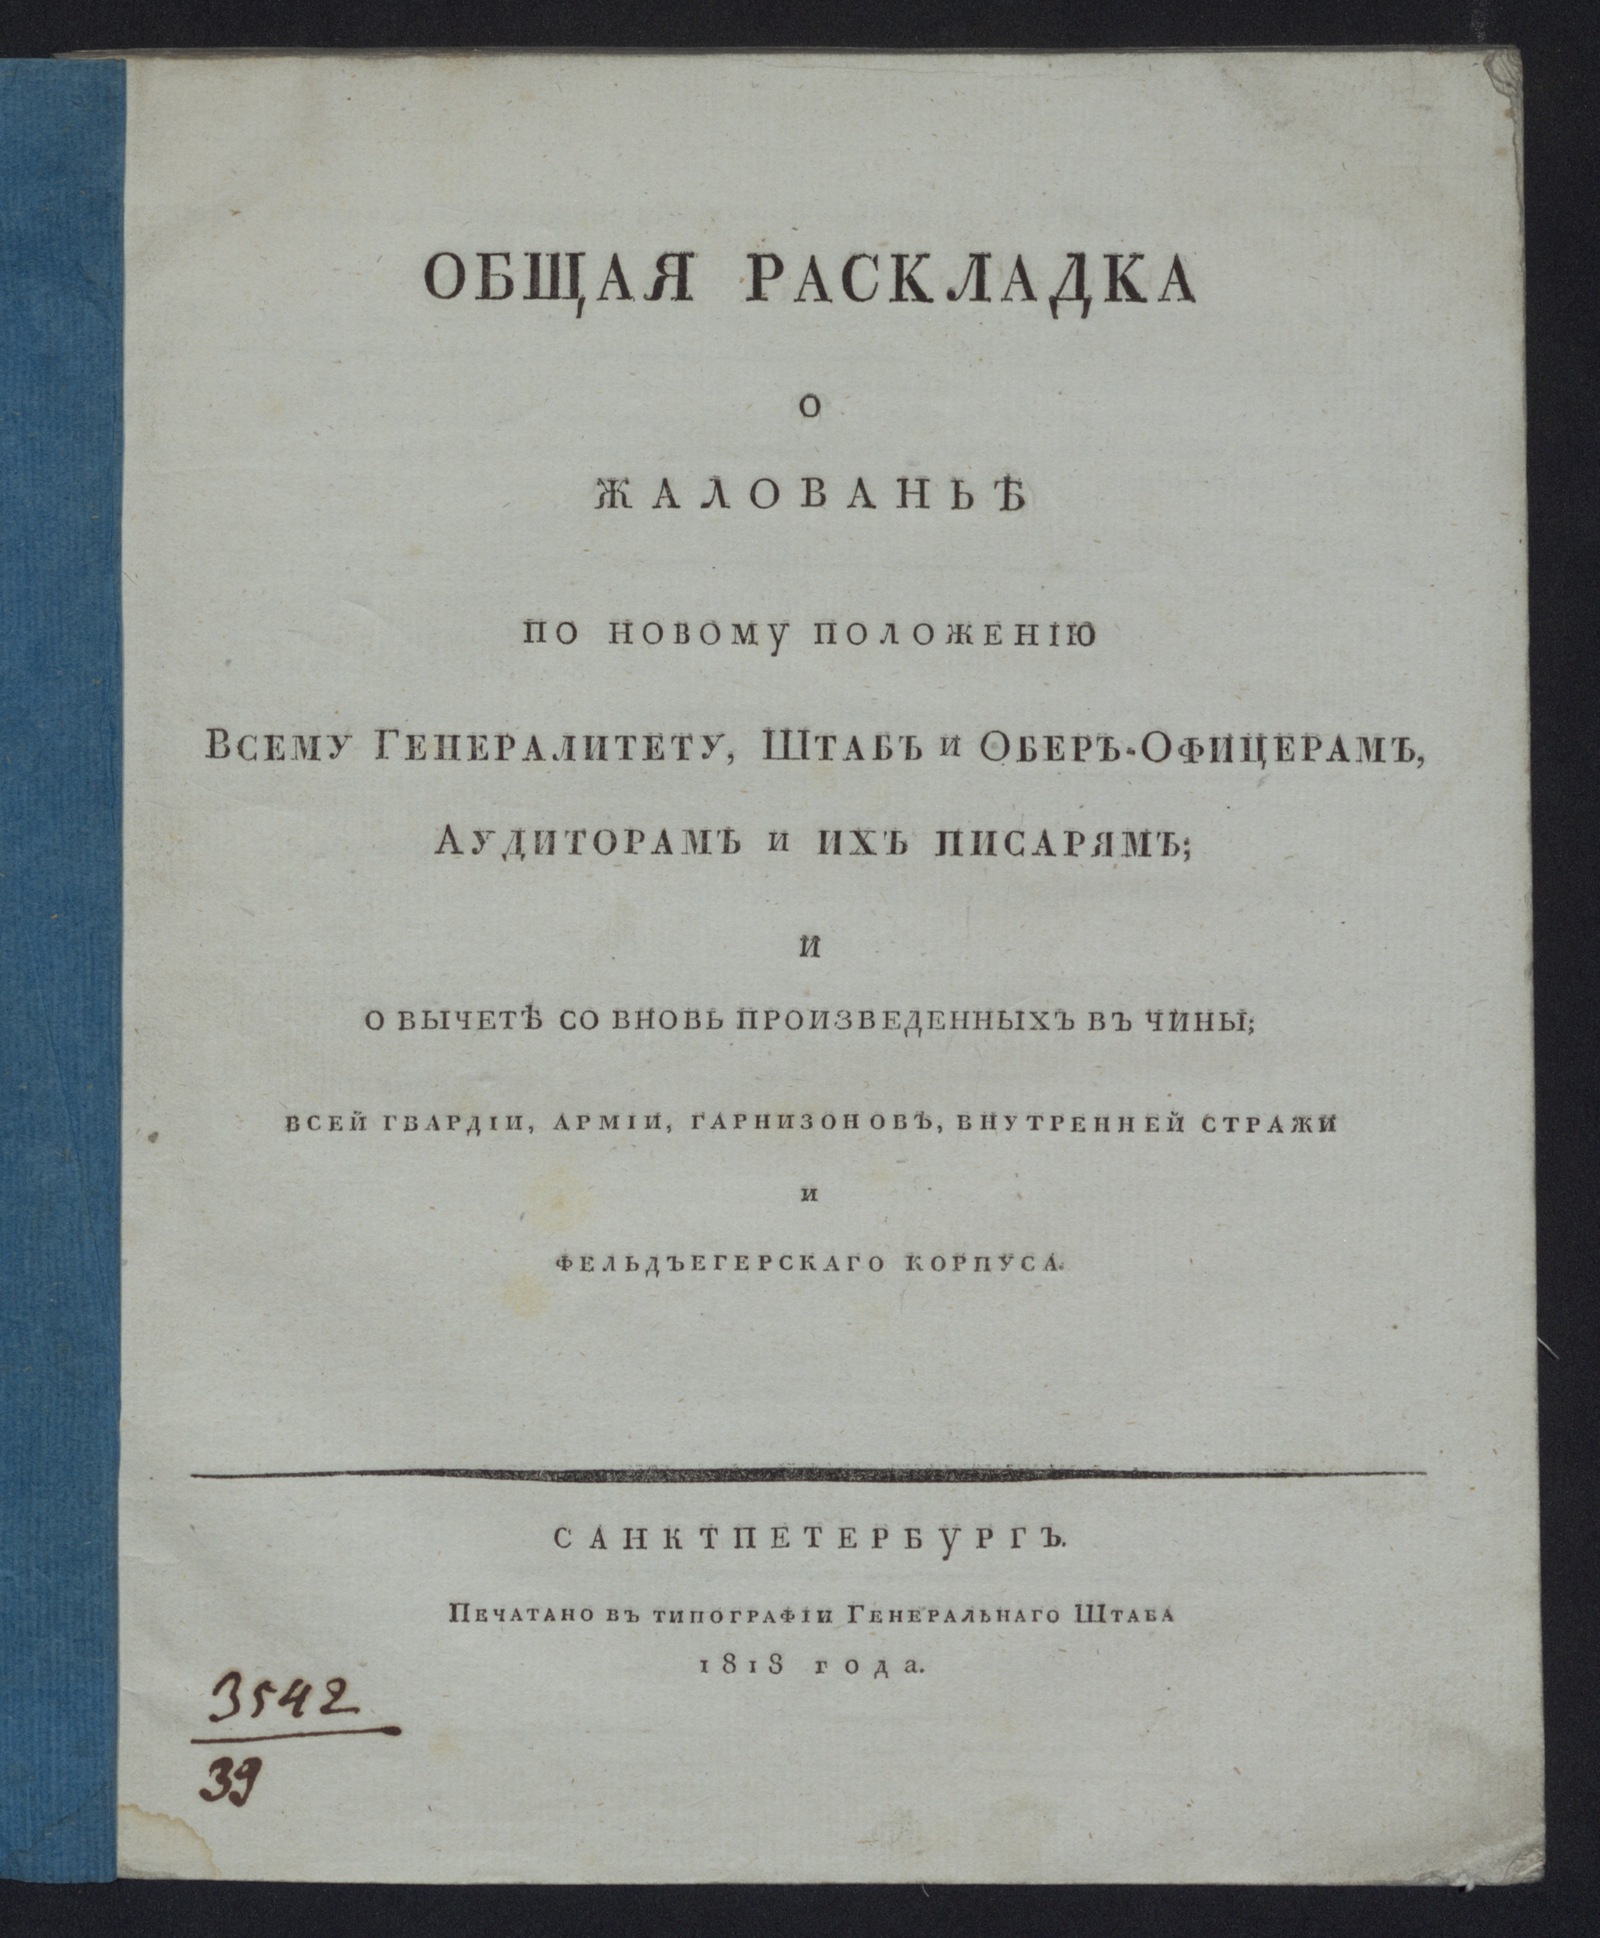 ОБЩАЯ РАСКЛАДКА
О
ЖАЛОВАНЬѢ
ПО НОВОМУ ПОЛОЖЕНІЮ
ВСЕМУ ГЕНЕРАЛИТЕТУ, ШТАБЪ И ОБЕРЪ-ОФИЦЕРАМЪ,
АУДИТОРАМЪ И ИХЪ ПИСАРЯМЪ;
И
О ВЫЧЕТѢ СО ВНОВЬ ПРОИЗВЕДЕННЫХЪ ВЪ ЧИНЫ;
ВСЕЙ ГВАРДІИ, АРМІИ, ГАРНИЗОНОВЪ, ВНУТРЕННЕЙ СТРАЖИ
И
ФЕЛЬДЪЕГЕРСКАГО КОРПУСА.
САНКТПЕТЕРБУРГЪ.
ПЕЧАТАНО ВЪ ТИПОГРАФІИ ГЕНЕРАЛЬНАГО ШТАБА
1818 года.
3542
39